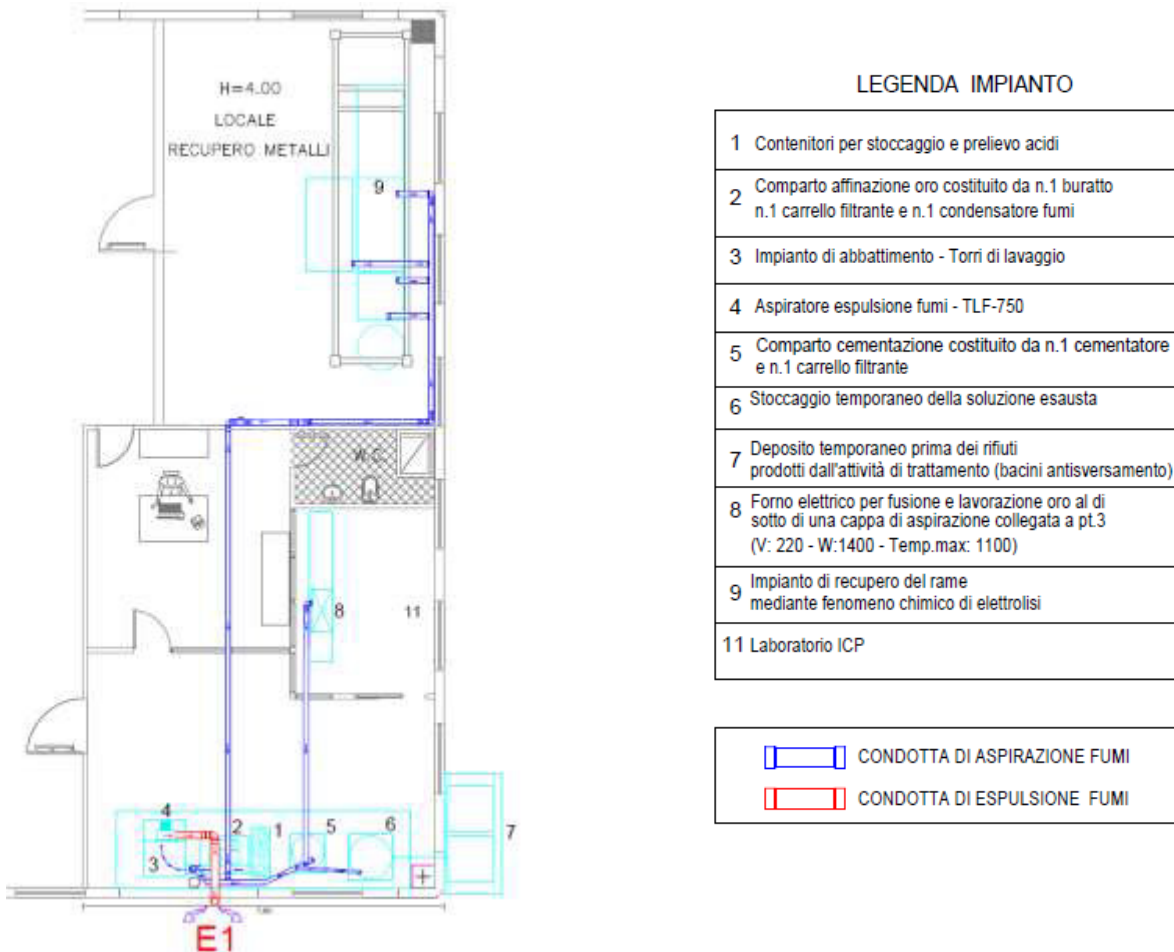 H=4.00
LOCALE
RECUPERO METALLI
9
W.C.
8
11
4
2
1
5
6
7
3
E1
LEGENDA IMPIANTO
1 Contenitori per stoccaggio e prelievo acidi
2 Comparto affinazione oro costituito da n.1 buratto
n.1 carrello filtrante e n.1 condensatore fumi
3 Impianto di abbattimento - Torri di lavaggio
4 Aspiratore espulsione fumi - TLF-750
5 Comparto cementazione costituito da n.1 cementatore
e n.1 carrello filtrante
6 Stoccaggio temporaneo della soluzione esausta
7 Deposito temporaneo prima dei rifiuti
prodotti dall'attività di trattamento (bacini antisversamento)
8 Forno elettrico per fusione e lavorazione oro al di
sotto di una cappa di aspirazione collegata a pt.3
(V: 220 - W:1400 - Temp.max: 1100)
9 Impianto di recupero del rame
mediante fenomeno chimico di elettrolisi
11 Laboratorio ICP
CONDOTTA DI ASPIRAZIONE FUMI
CONDOTTA DI ESPULSIONE FUMI